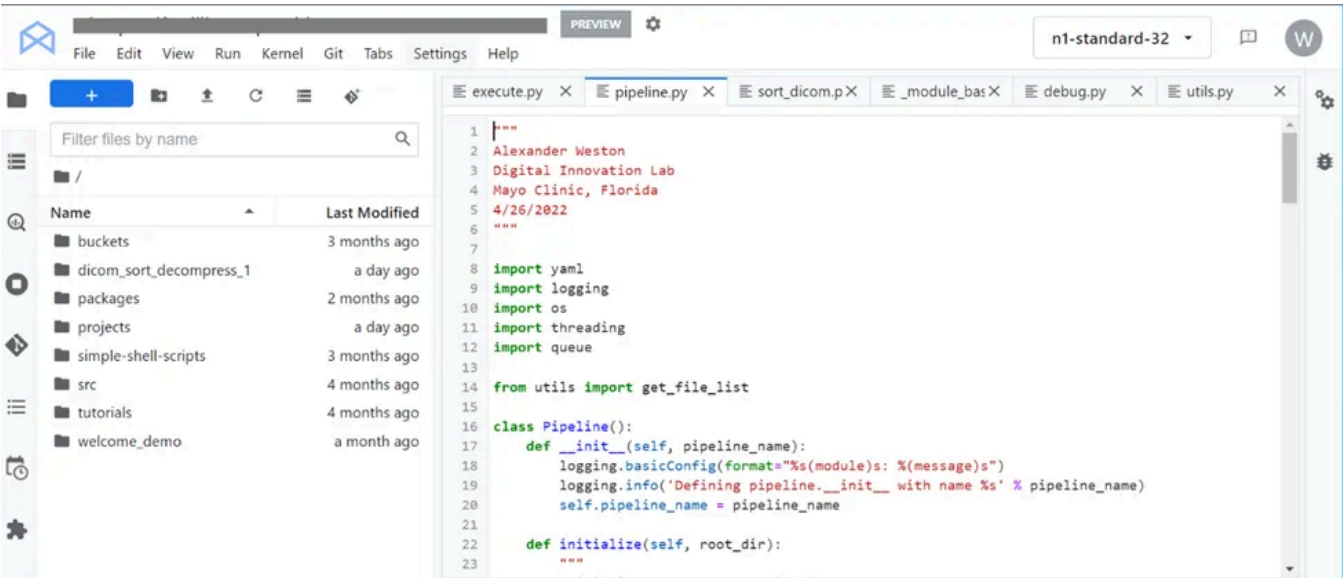 PREVIEW
File Edit View Run Kernel Git Tabs Settings Help
n1-standard-32
W
+
Filter files by name
/
Name Last Modified
buckets 3 months ago
dicom_sort_decompress_1 a day ago
packages 2 months ago
projects a day ago
simple-shell-scripts 3 months ago
src 4 months ago
tutorials 4 months ago
welcome_demo a month ago
execute.py pipeline.py sort_dicom.p _module_bas debug.py utils.py
1 """
2 Alexander Weston
3 Digital Innovation Lab
4 Mayo Clinic, Florida
5 4/26/2022
6 """
7
8 import yaml
9 import logging
10 import os
11 import threading
12 import queue
13
14 from utils import get_file_list
15
16 class Pipeline():
17     def __init__(self, pipeline_name):
18         logging.basicConfig(format="%s(module)s: %(message)s")
19         logging.info('Defining pipeline.__init__ with name %s' % pipeline_name)
20         self.pipeline_name = pipeline_name
21
22     def initialize(self, root_dir):
23         """